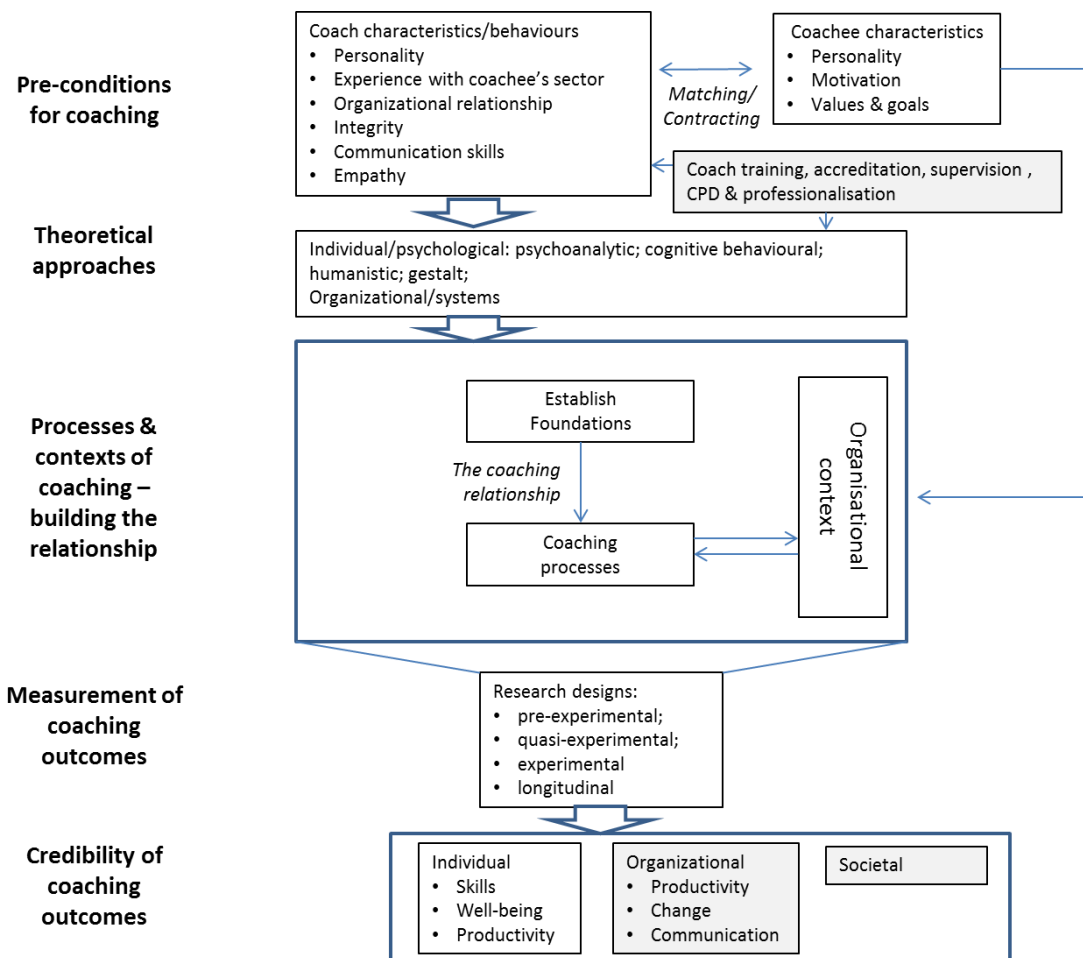 Pre-conditions
for coaching
Coach characteristics/behaviours
• Personality
• Experience with coachee's sector
• Organizational relationship
• Integrity
• Communication skills
• Empathy
Matching/
Contracting
Coachee characteristics
• Personality
• Motivation
• Values & goals
Coach training, accreditation, supervision ,
CPD & professionalisation
Theoretical
approaches
Individual/psychological: psychoanalytic; cognitive behavioural;
humanistic; gestalt;
Organizational/systems
Processes &
contexts of
coaching –
building the
relationship
Establish
Foundations
The coaching
relationship
Coaching
processes
Organisational
context
Measurement of
coaching
outcomes
Research designs:
• pre-experimental;
• quasi-experimental;
• experimental
• longitudinal
Credibility of
coaching
outcomes
Individual
• Skills
• Well-being
• Productivity
Organizational
• Productivity
• Change
• Communication
Societal